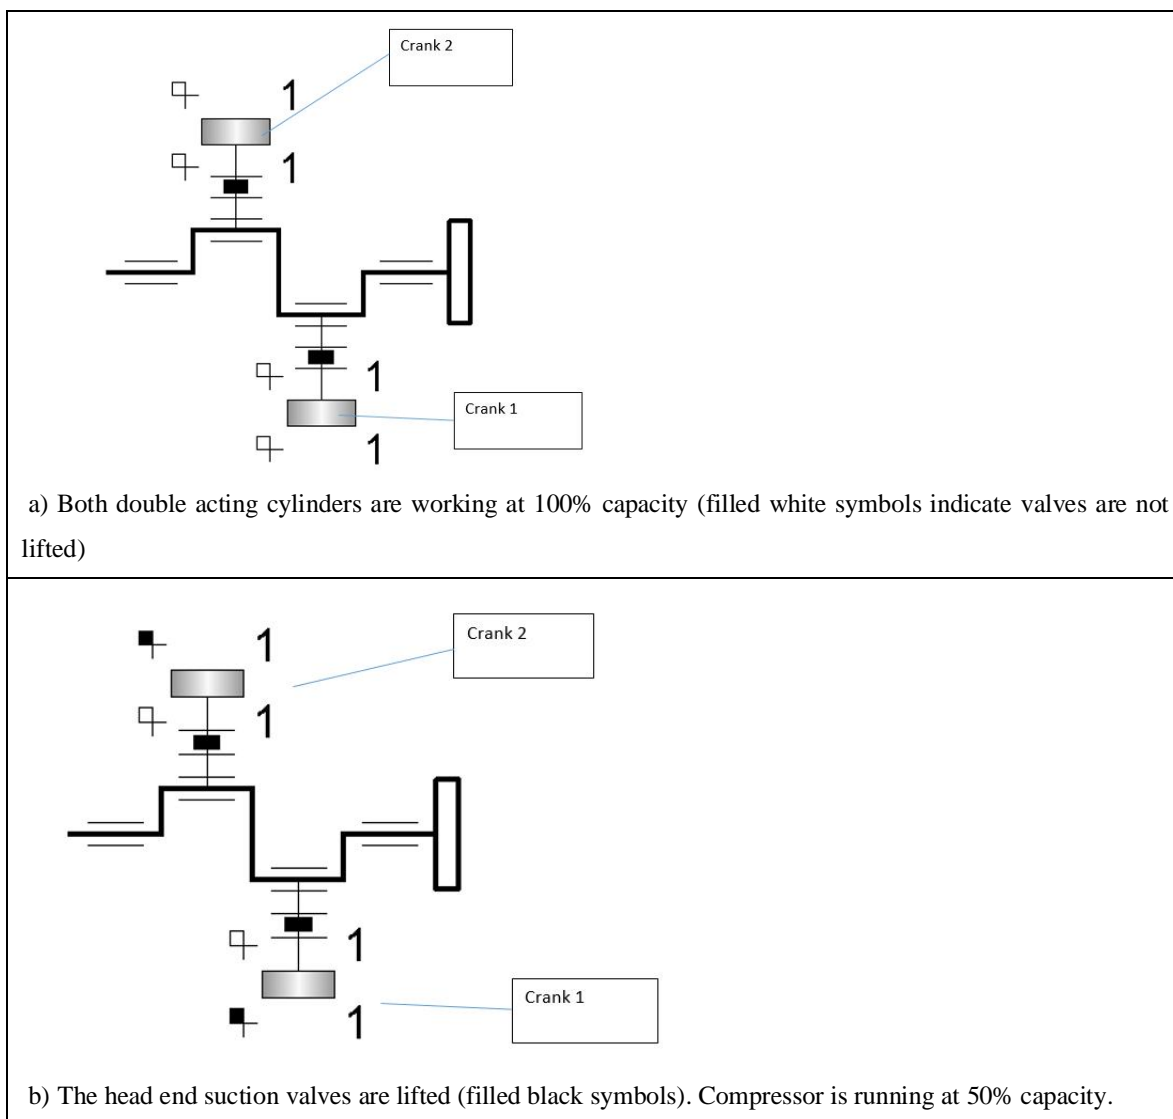 Crank 2
1
1
1
Crank 1
1
a) Both double acting cylinders are working at 100% capacity (filled white symbols indicate valves are not
lifted)
Crank 2
1
1
1
Crank 1
1
b) The head end suction valves are lifted (filled black symbols). Compressor is running at 50% capacity.